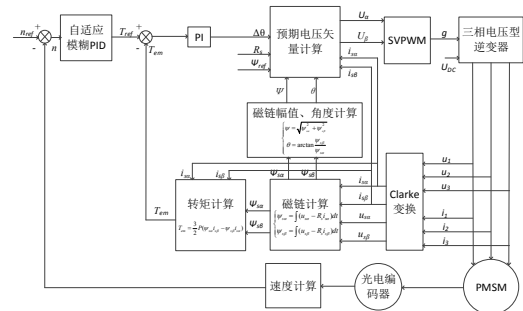 n_ref
-
n
自适应
模糊PID
T_ref
-
T_em
PI
Δθ
R_s
Ψ_ref
预期电压矢
量计算
U_α
U_β
i_sα
i_sβ
SVPWM
g
U_DC
三相电压型
逆变器
Ψ
θ
磁链幅值、角度计算
ψ = √(ψ_sα² + ψ_sβ²)
θ = arctan ψ_sβ/ψ_sα
i_sα
i_sβ
Ψ_sα
Ψ_sβ
T_em
转矩计算
T_em = 3/2 P(ψ_sα i_sβ − ψ_sβ i_sα)
Ψ_sα
Ψ_sβ
磁链计算
ψ_sα = ∫(u_sα − R_s i_sα)dt
ψ_sβ = ∫(u_sβ − R_s i_sβ)dt
i_sα
i_sβ
u_sα
u_sβ
Clarke
变换
u_1
u_2
u_3
i_1
i_2
i_3
速度计算
光电编
码器
PMSM